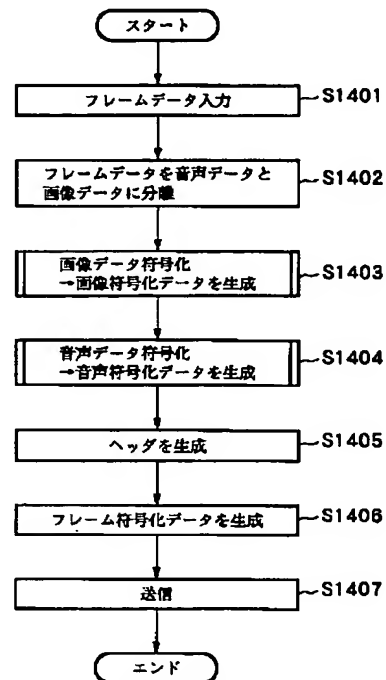 スタート
フレームデータ入力
S1401
フレームデータを音声データと
画像データに分離
S1402
画像データ符号化
→画像符号化データを生成
S1403
音声データ符号化
→音声符号化データを生成
S1404
ヘッダを生成
S1405
フレーム符号化データを生成
S1406
送信
S1407
エンド